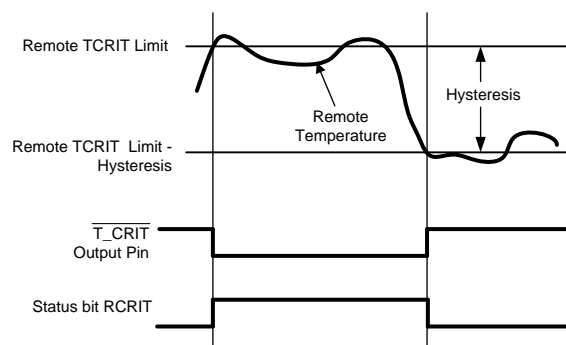 Remote TCRIT Limit
Remote
Temperature
Hysteresis
Remote TCRIT Limit -
Hysteresis
T_CRIT
Output Pin
Status bit RCRIT